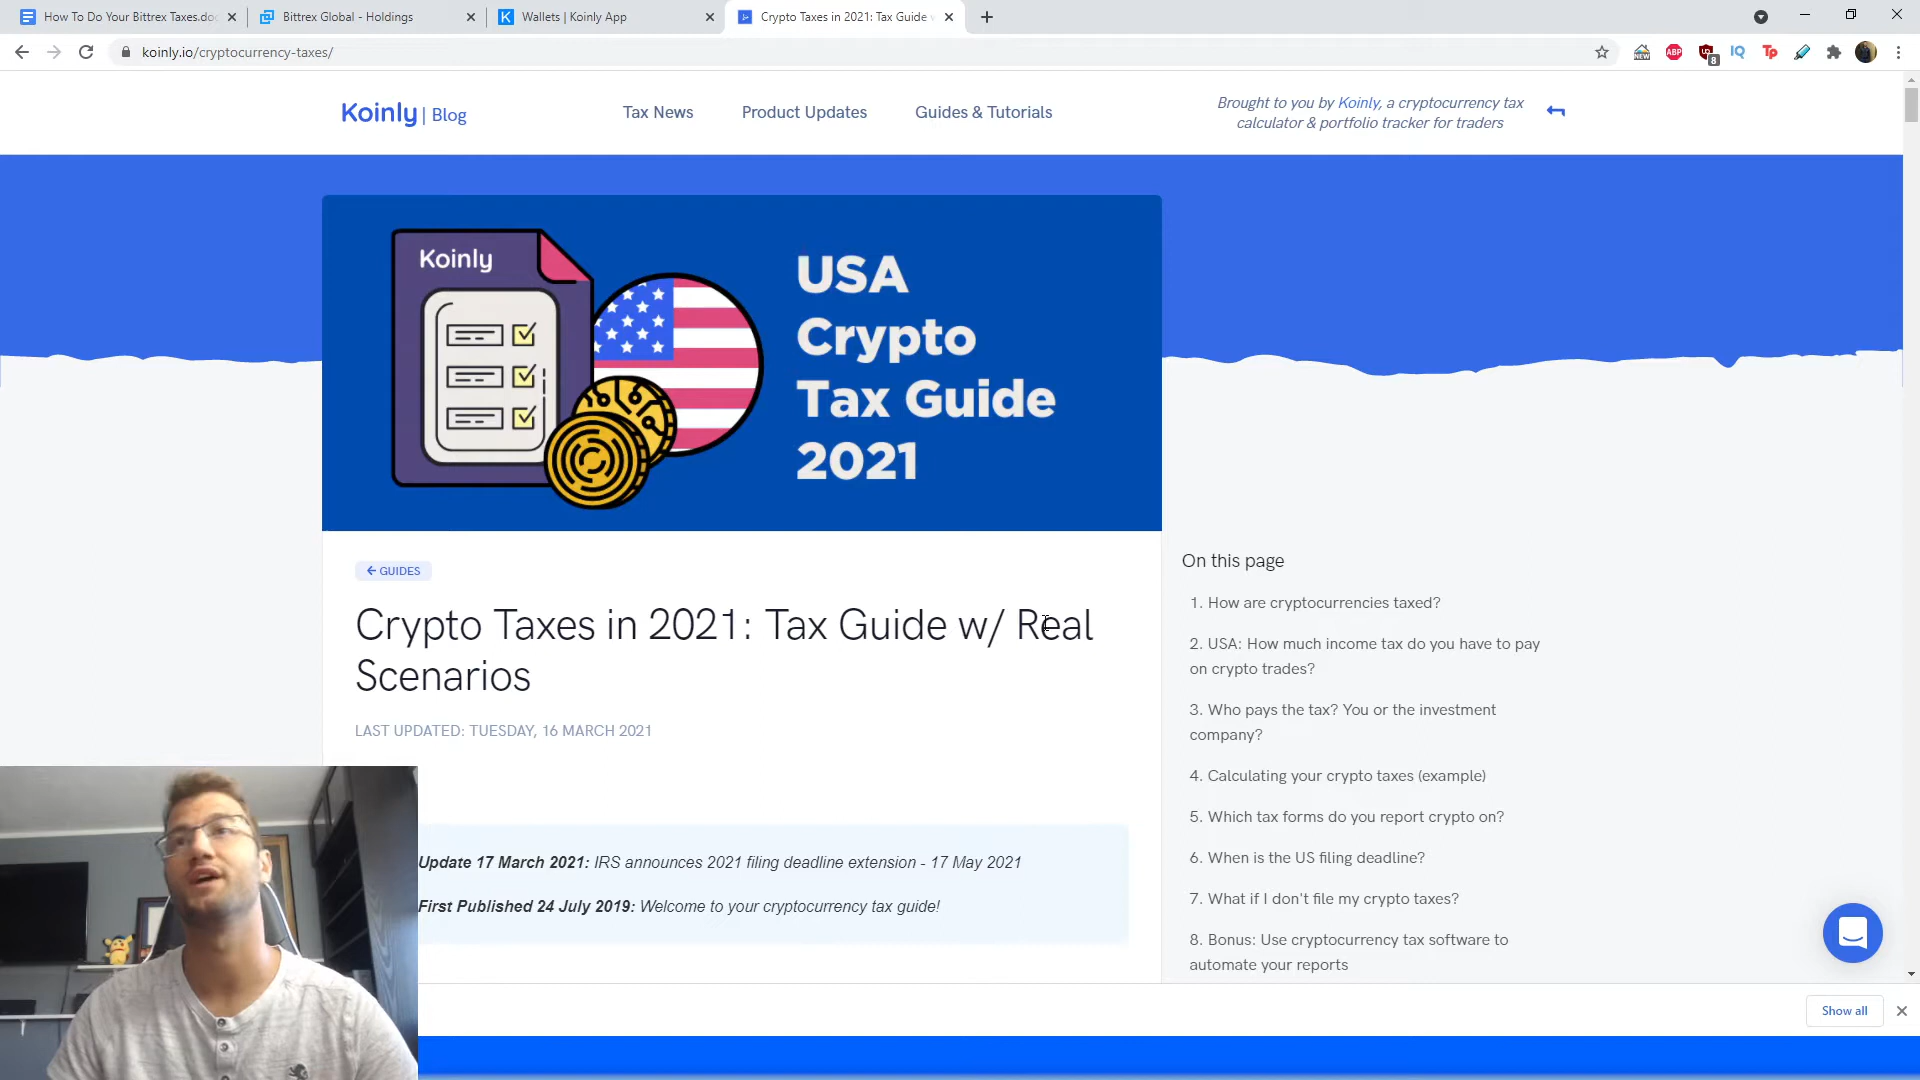 How To Do Your Bittrex Taxes.doc
Bittrex Global - Holdings
Wallets | Koinly App
Crypto Taxes in 2021: Tax Guide
koinly.io/cryptocurrency-taxes/
NEW
ABP
8
IQ
Tp
Koinly | Blog
Tax News
Product Updates
Guides & Tutorials
Brought to you by Koinly, a cryptocurrency tax
calculator & portfolio tracker for traders
Koinly
USA
Crypto
Tax Guide
2021
← GUIDES
Crypto Taxes in 2021: Tax Guide w/ Real
Scenarios
LAST UPDATED: TUESDAY, 16 MARCH 2021
Update 17 March 2021: IRS announces 2021 filing deadline extension - 17 May 2021
First Published 24 July 2019: Welcome to your cryptocurrency tax guide!
On this page
1. How are cryptocurrencies taxed?
2. USA: How much income tax do you have to pay
on crypto trades?
3. Who pays the tax? You or the investment
company?
4. Calculating your crypto taxes (example)
5. Which tax forms do you report crypto on?
6. When is the US filing deadline?
7. What if I don't file my crypto taxes?
8. Bonus: Use cryptocurrency tax software to
automate your reports
Show all